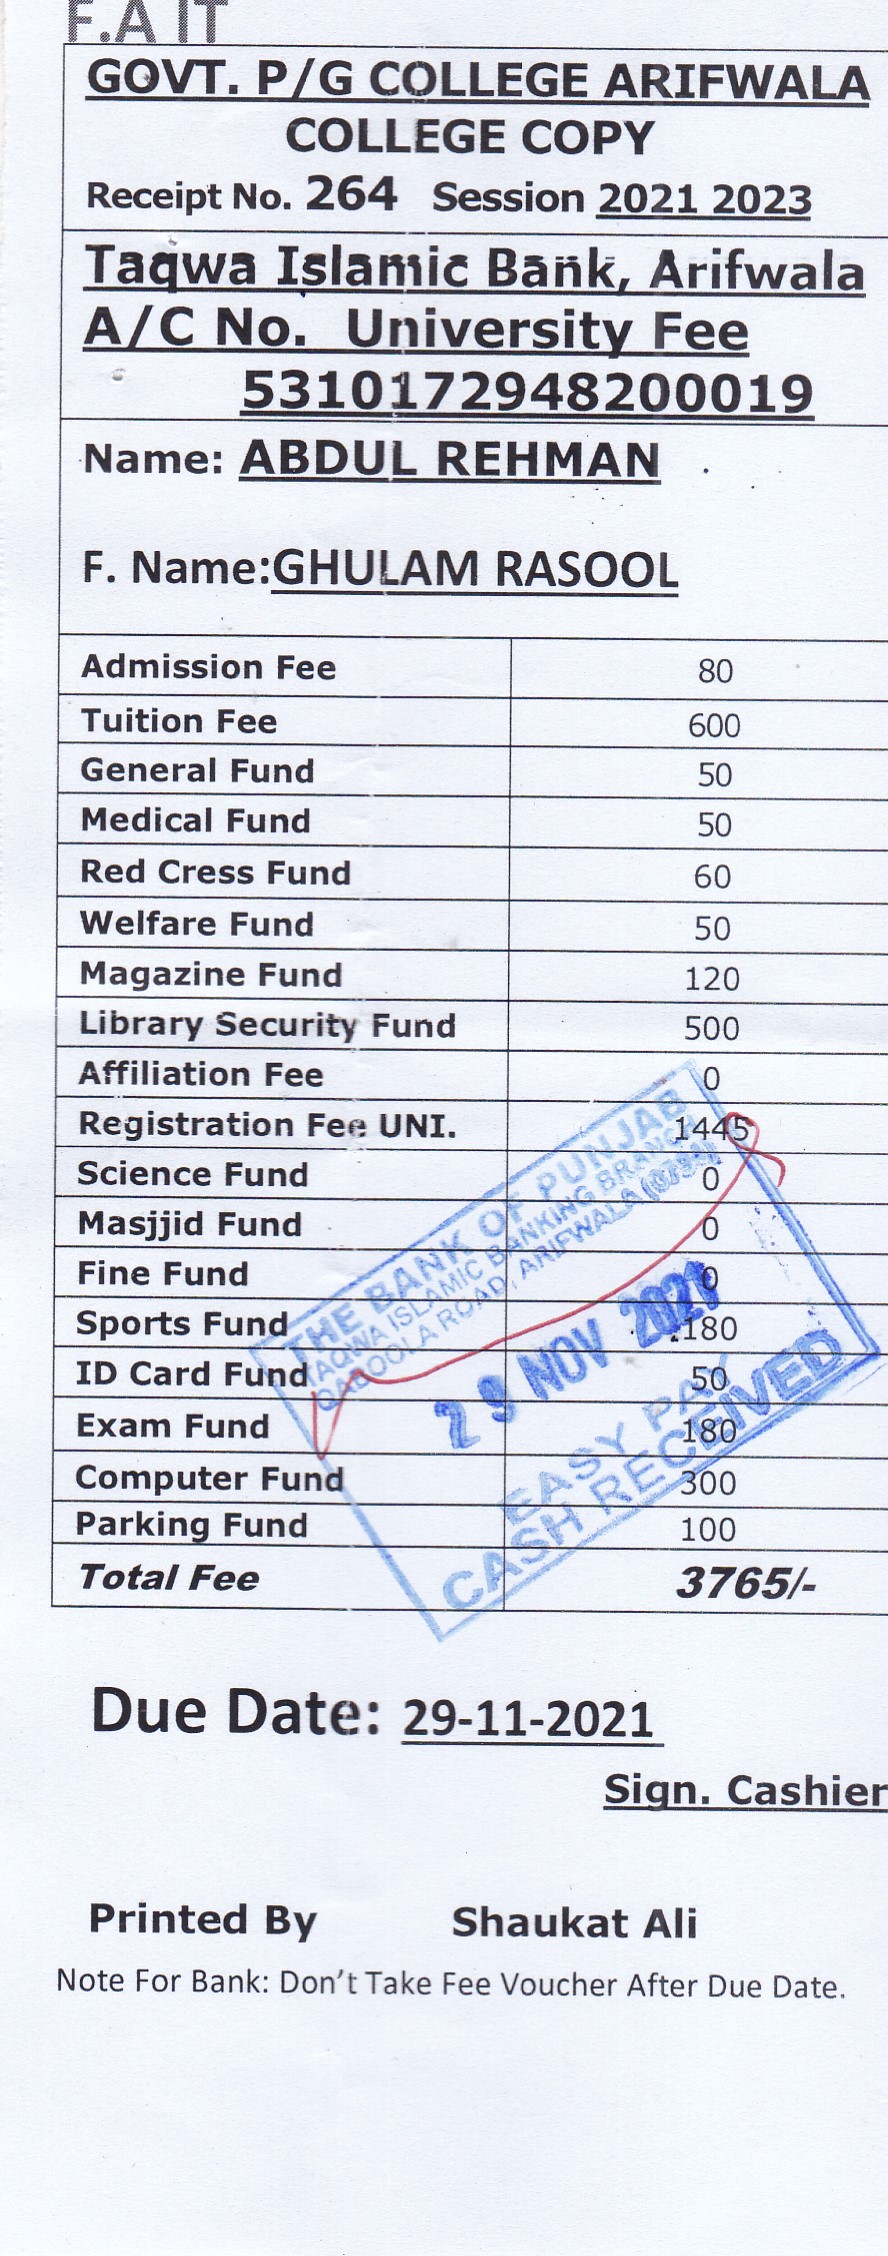 F.A IT
GOVT. P/G COLLEGE ARIFWALA
COLLEGE COPY
Receipt No. 264 Session 2021 2023
Taqwa Islamic Bank, Arifwala
A/C No. University Fee
5310172948200019
Name: ABDUL REHMAN
F. Name:GHULAM RASOOL
Admission Fee 80
Tuition Fee 600
General Fund 50
Medical Fund 50
Red Cress Fund 60
Welfare Fund 50
Magazine Fund 120
Library Security Fund 500
Affiliation Fee 0
Registration Fee UNI. 1445
Science Fund 0
Masjjid Fund 0
Fine Fund 0
Sports Fund 180
ID Card Fund 50
Exam Fund 180
Computer Fund 300
Parking Fund 100
Total Fee 3765/-
THE BANK OF PUNJAB
TAQWA ISLAMIC BANKING BRANCH
QABOOLA ROAD, ARIFWALA
29 NOV 2021
EASY PAY
CASH RECEIVED
Due Date: 29-11-2021
Sign. Cashier
Printed By Shaukat Ali
Note For Bank: Don't Take Fee Voucher After Due Date.